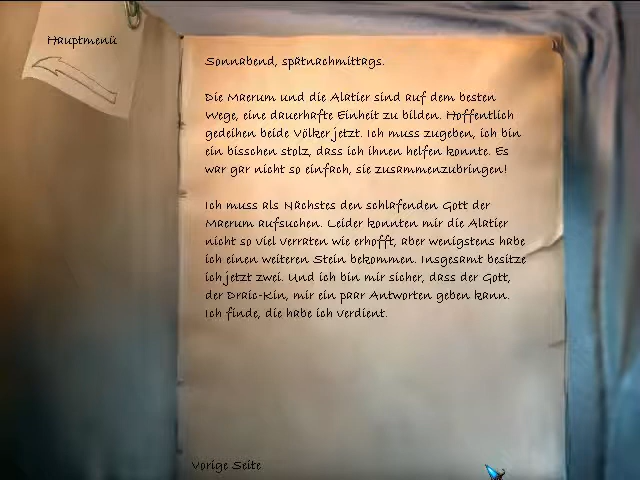 Hauptmenü
Sonnabend, spätnachmittags.
Die Maerum und die Alatier sind auf dem besten
Wege, eine dauerhafte Einheit zu bilden. Hoffentlich
gedeihen beide Völker jetzt. Ich muss zugeben, ich bin
ein bisschen stolz, dass ich ihnen helfen konnte. Es
war gar nicht so einfach, sie zusammenzubringen!
Ich muss als Nächstes den schlafenden Gott der
Maerum aufsuchen. Leider konnten mir die Alatier
nicht so viel verraten wie erhofft, aber wenigstens habe
ich einen weiteren Stein bekommen. Insgesamt besitze
ich jetzt zwei. Und ich bin mir sicher, dass der Gott,
der Draic-Kin, mir ein paar Antworten geben kann.
Ich finde, die habe ich verdient.
Vorige Seite